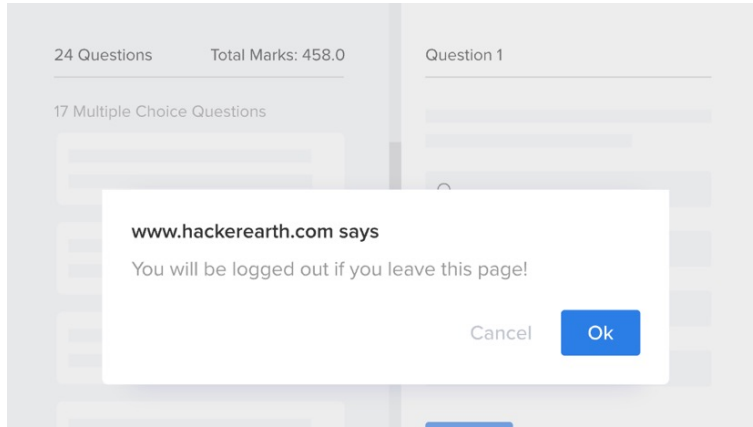 24 Questions Total Marks: 458.0
Question 1
17 Multiple Choice Questions
www.hackerearth.com says
You will be logged out if you leave this page!
Cancel Ok